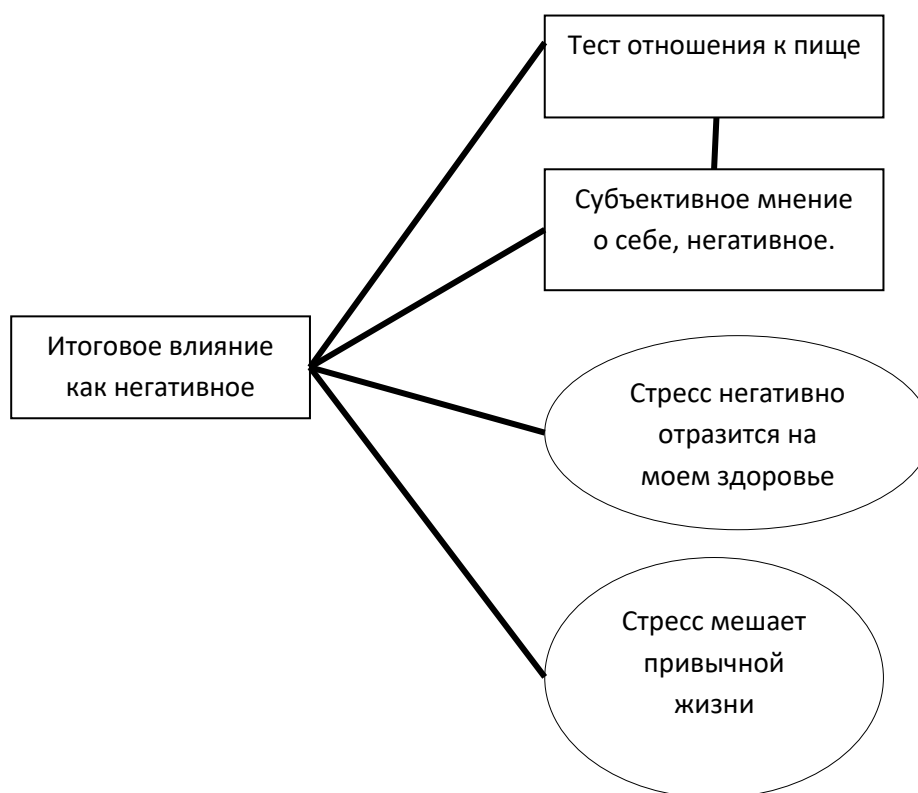 Тест отношения к пище
Субъективное мнение
о себе, негативное.
Итоговое влияние
как негативное
Стресс негативно
отразится на
моем здоровье
Стресс мешает
привычной
жизни